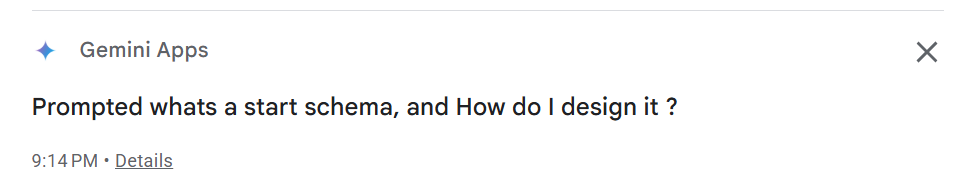 Gemini Apps
Prompted whats a start schema, and How do I design it ?
9:14 PM • Details